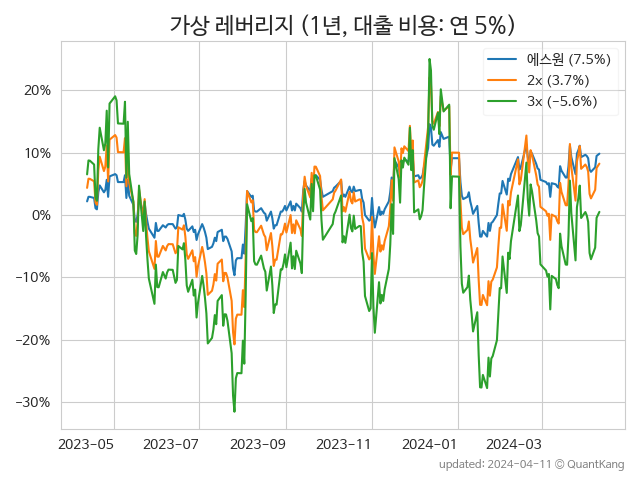 가상 레버리지 (1년, 대출 비용: 연 5%)
에스원 (7.5%)
2x (3.7%)
3x (−5.6%)
20%
10%
0%
−10%
−20%
−30%
2023−05 2023−07 2023−09 2023−11 2024−01 2024−03
updated: 2024−04−11 © QuantKang